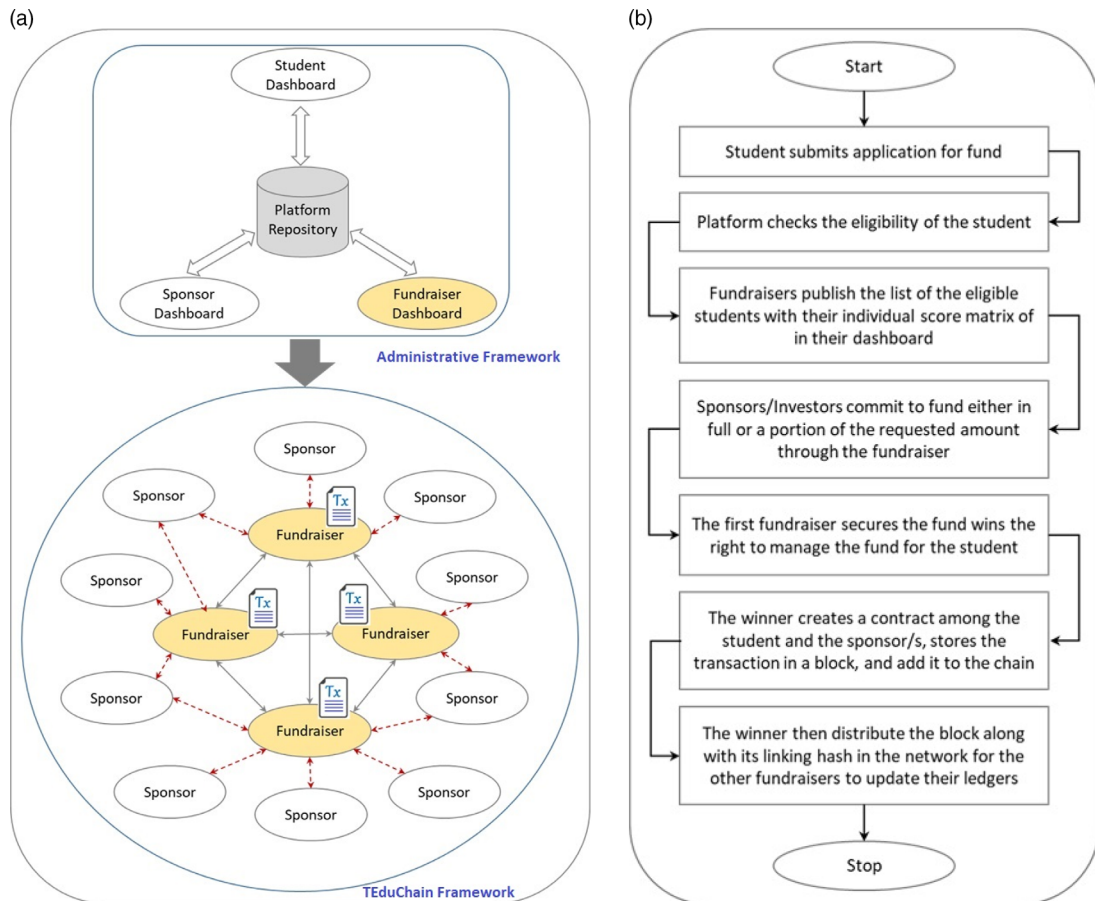 (a)
Student
Dashboard
Platform
Repository
Sponsor
Dashboard
Fundraiser
Dashboard
Administrative Framework
Sponsor
Sponsor
Sponsor
Tx
Fundraiser
Sponsor
Sponsor
Tx
Tx
Fundraiser
Fundraiser
Sponsor
Sponsor
Tx
Fundraiser
Sponsor
Sponsor
Sponsor
TEduChain Framework
(b)
Start
Student submits application for fund
Platform checks the eligibility of the student
Fundraisers publish the list of the eligible
students with their individual score matrix of
in their dashboard
Sponsors/Investors commit to fund either in
full or a portion of the requested amount
through the fundraiser
The first fundraiser secures the fund wins the
right to manage the fund for the student
The winner creates a contract among the
student and the sponsor/s, stores the
transaction in a block, and add it to the chain
The winner then distribute the block along
with its linking hash in the network for
the other fundraisers to update their ledgers
Stop